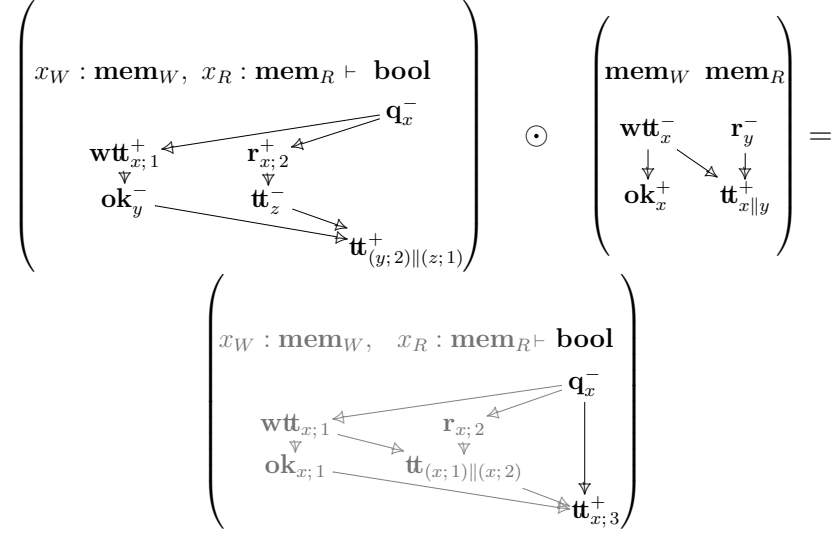 x_W : mem_W, x_R : mem_R ⊢ bool
q_x^-
wtt_{x;1}^+ r_{x;2}^+
ok_y^- tt_z^-
tt_{(y;2)∥(z;1)}^+
⊙
mem_W mem_R
wtt_x^- r_y^-
ok_x^+ tt_{x∥y}^+
=
x_W : mem_W, x_R : mem_R ⊢ bool
q_x^-
wtt_{x;1} r_{x;2}
ok_{x;1} tt_{(x;1)∥(x;2)}
tt_{x;3}^+